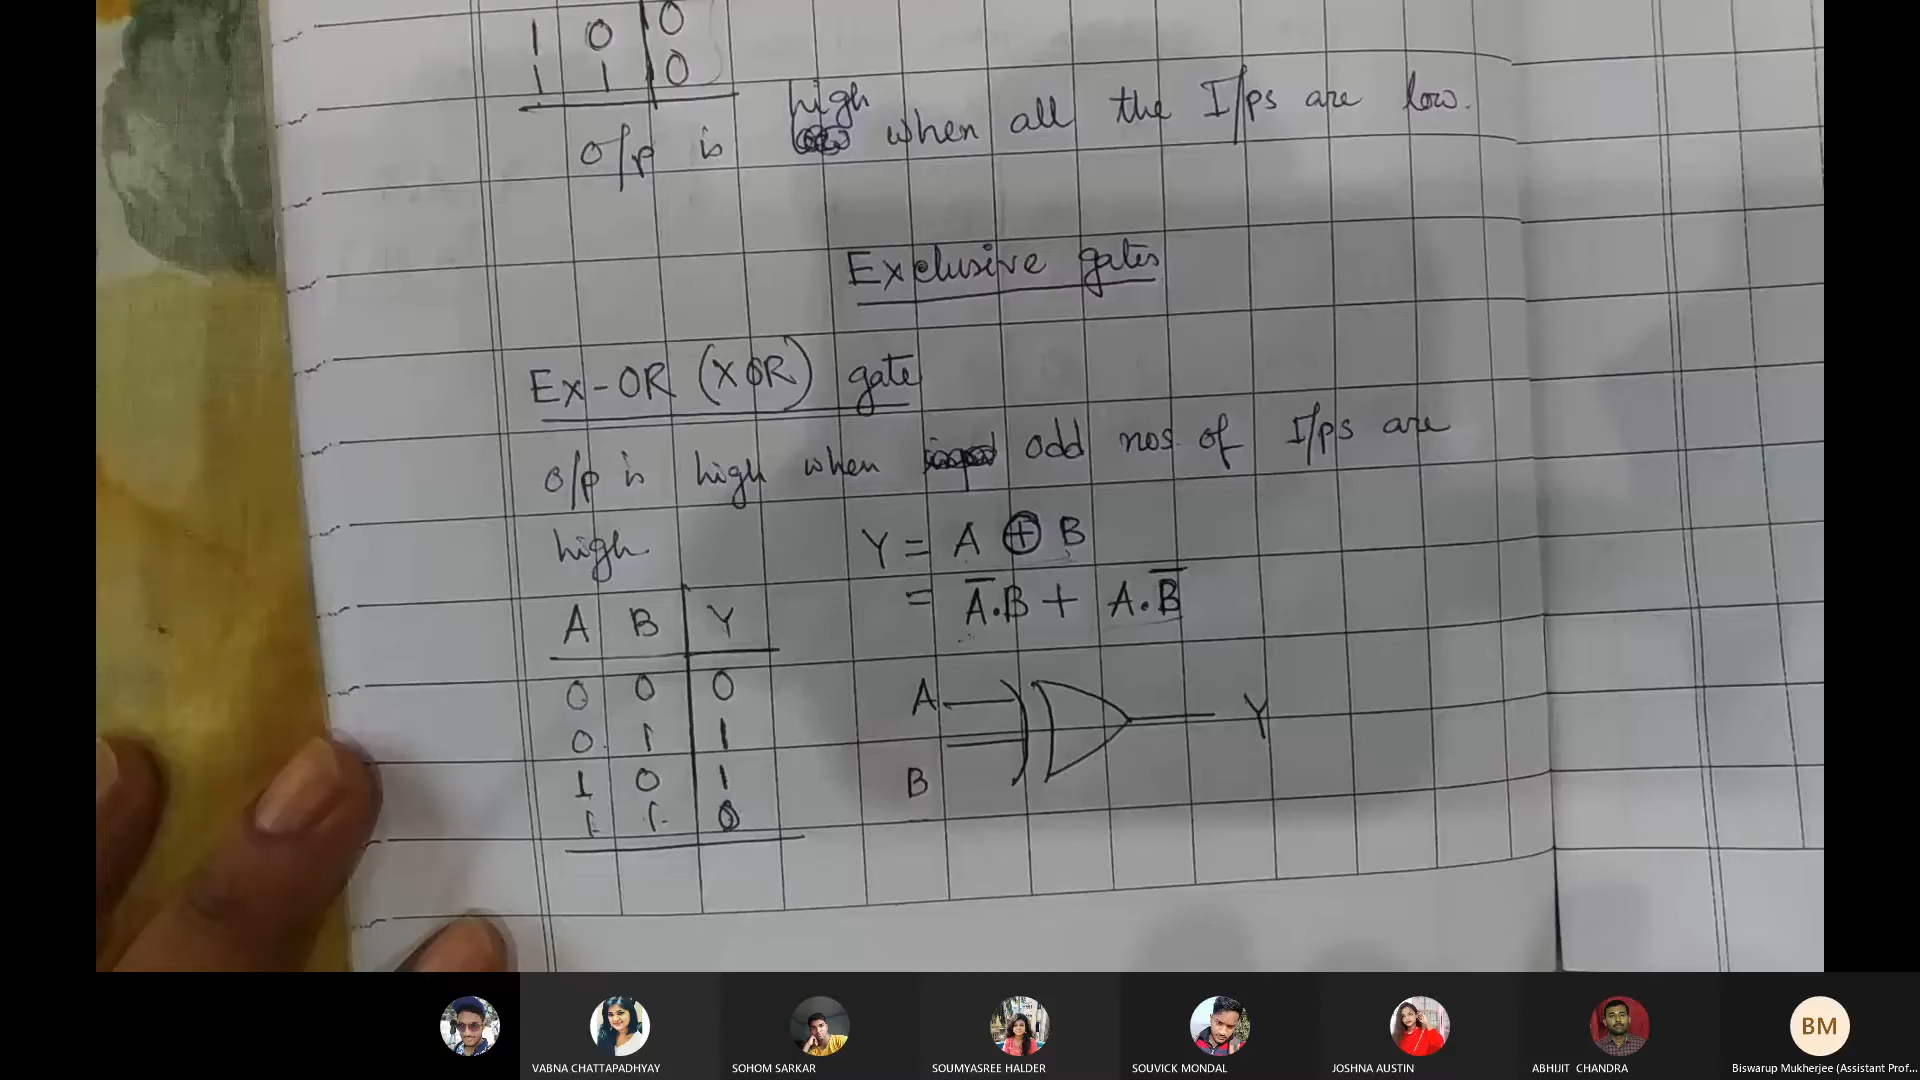 1 0 0
1 1 0
o/p is high when all the I/ps are low.
Exclusive gates
Ex-OR (XOR) gate
o/p is high when odd nos. of I/ps are
high
Y = A ⊕ B
= A̅.B + A.B̅
A B Y
0 0 0
0 1 1
1 0 1
1 1 0
A
B
Y
VABNA CHATTAPADHYAY
SOHOM SARKAR
SOUMYASREE HALDER
SOUVICK MONDAL
JOSHNA AUSTIN
ABHIJIT CHANDRA
BM
Biswarup Mukherjee (Assistant Prof...